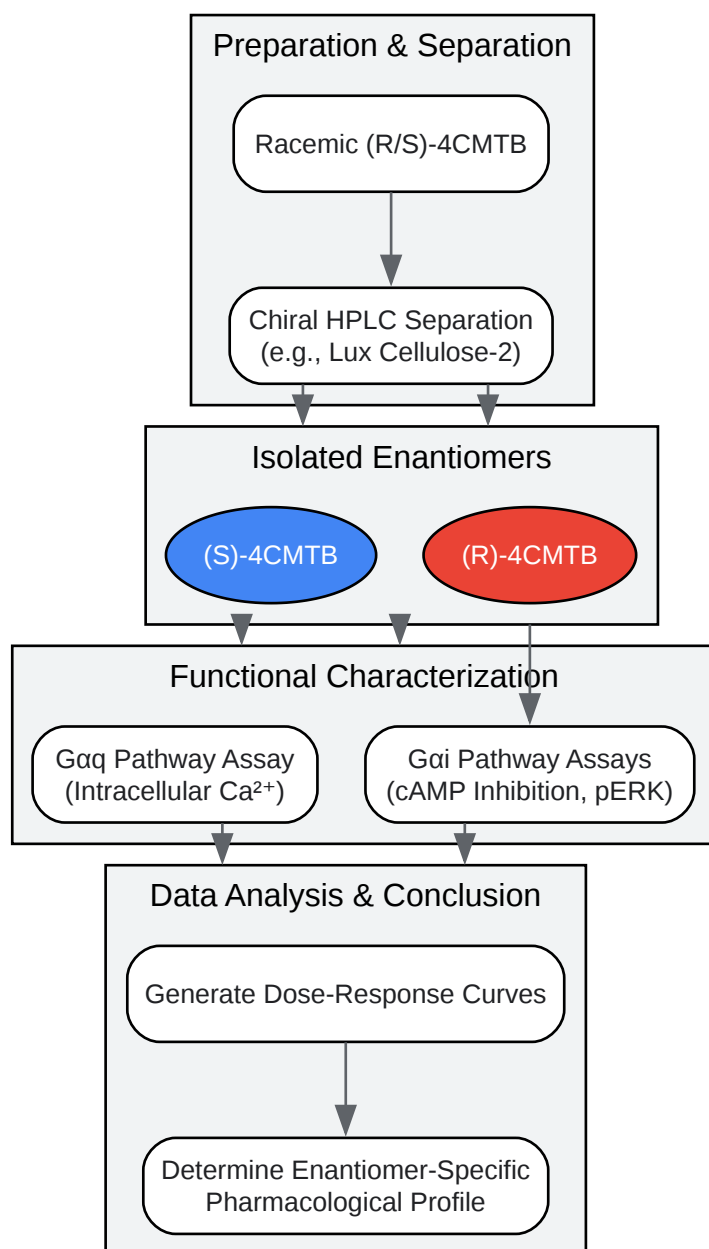 Preparation & Separation
Racemic (R/S)-4CMTB
Chiral HPLC Separation
(e.g., Lux Cellulose-2)
Isolated Enantiomers
(S)-4CMTB
(R)-4CMTB
Functional Characterization
Gαq Pathway Assay
(Intracellular Ca²⁺)
Gαi Pathway Assays
(cAMP Inhibition, pERK)
Data Analysis & Conclusion
Generate Dose-Response Curves
Determine Enantiomer-Specific
Pharmacological Profile